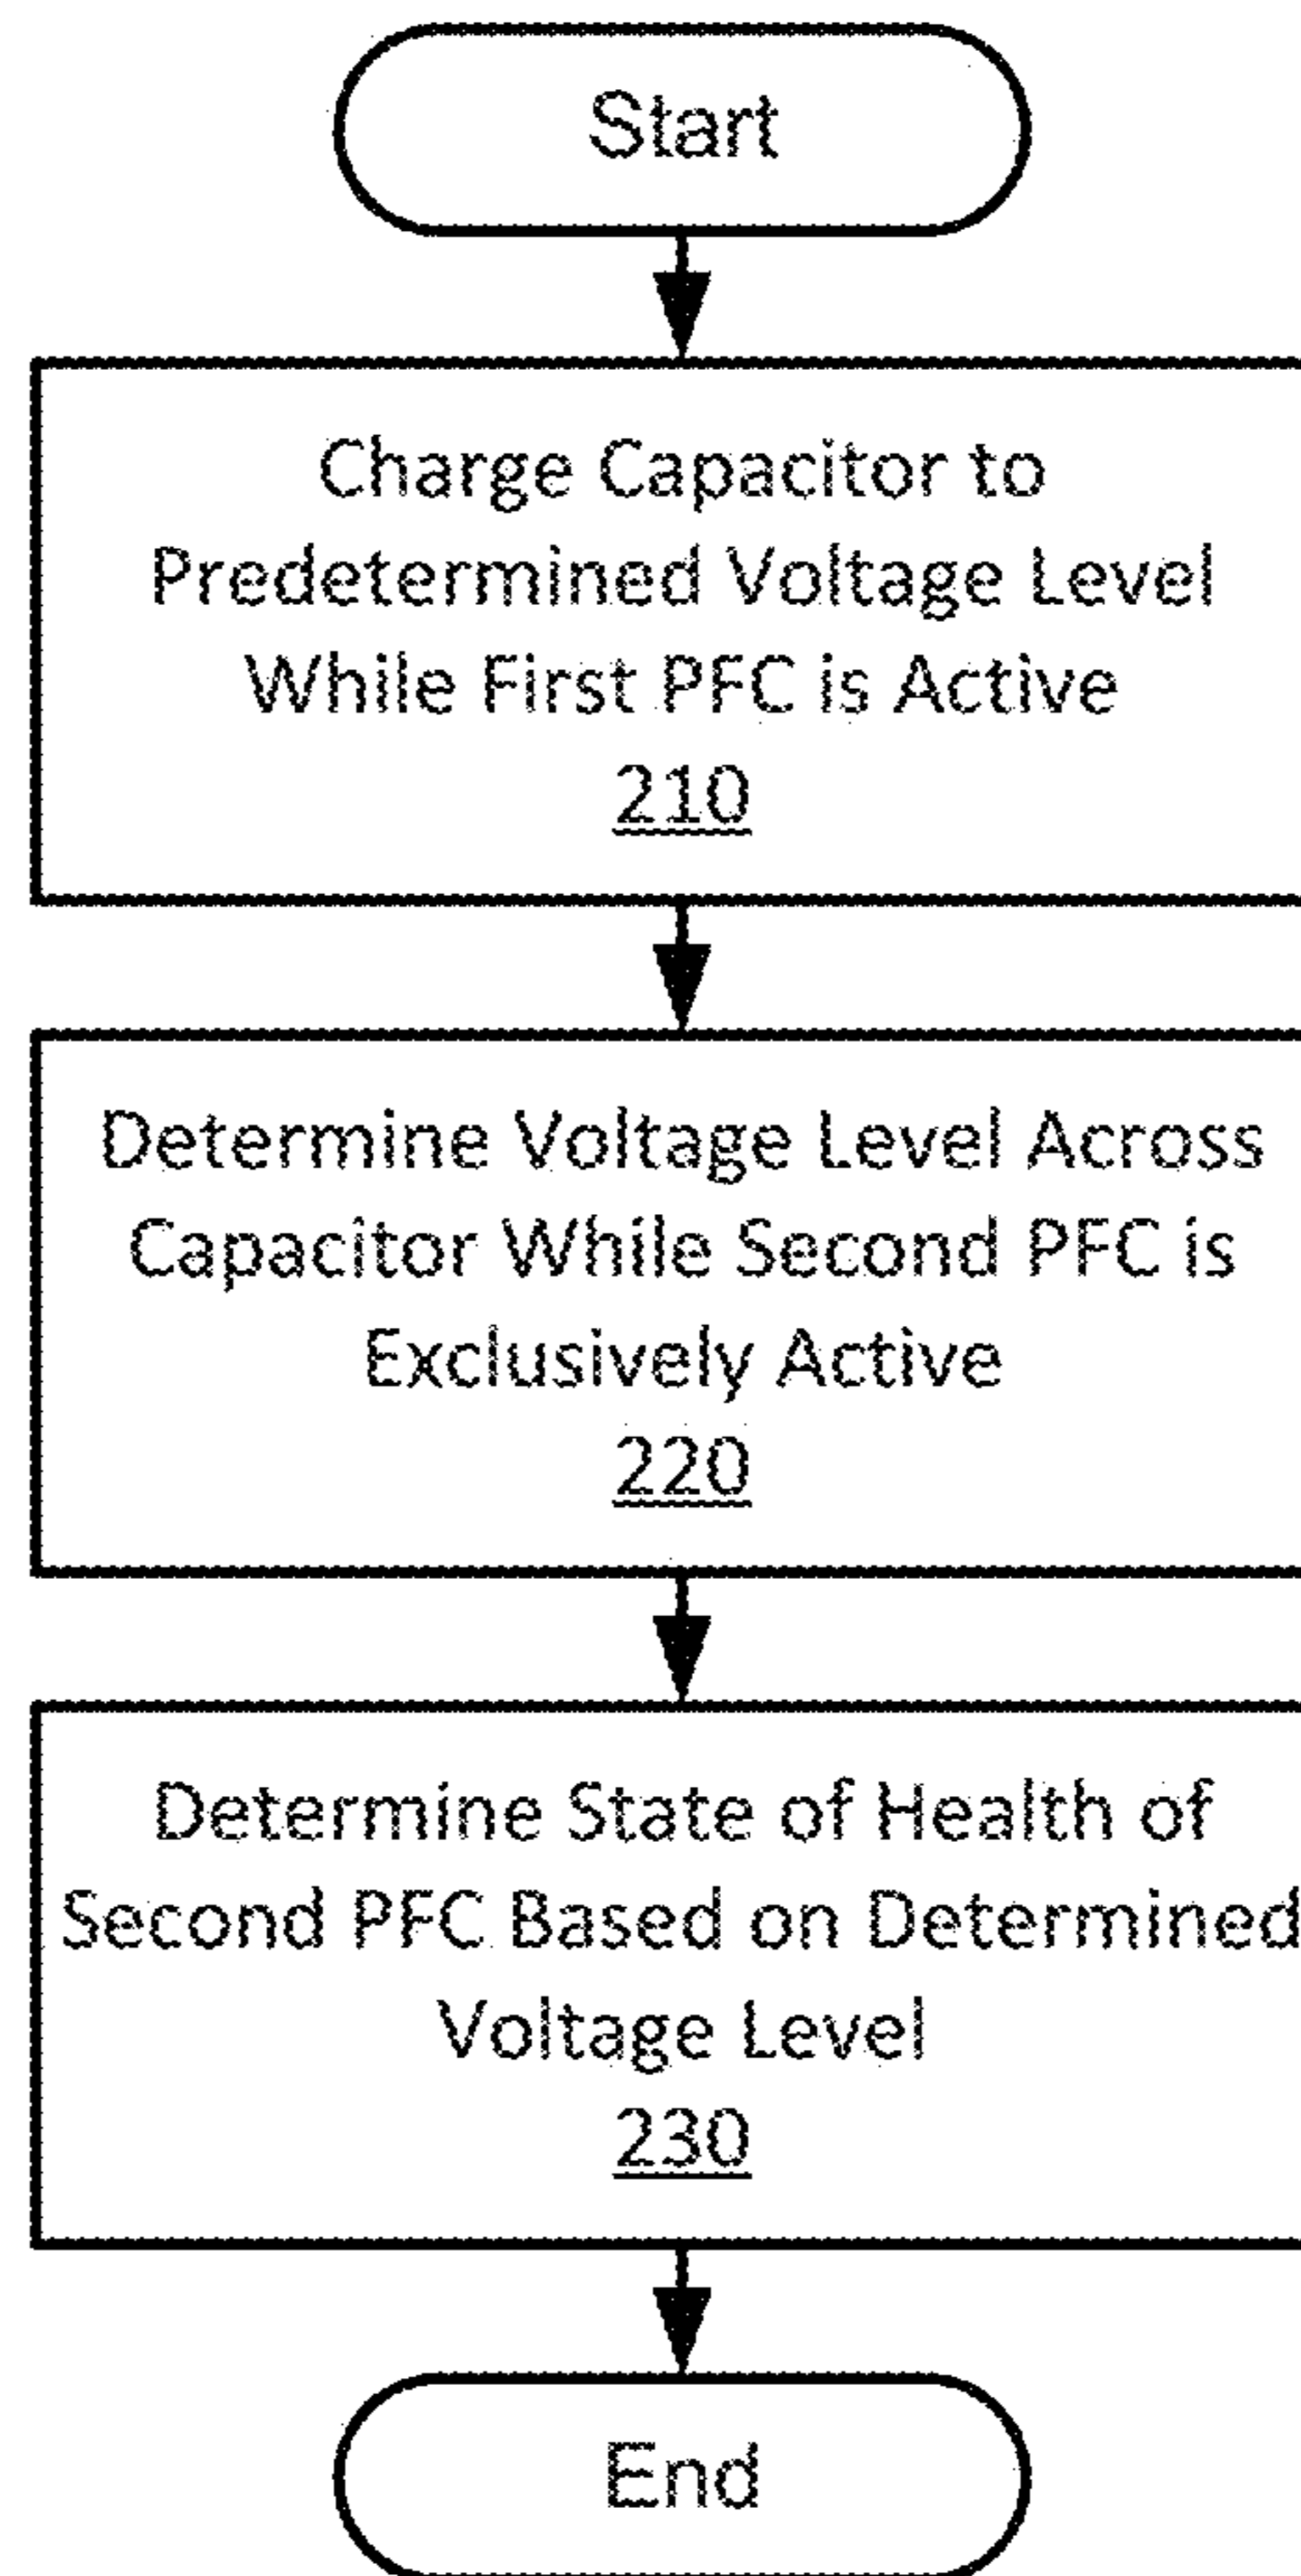 Start
Charge Capacitor to
Predetermined Voltage Level
While First PFC is Active
210
Determine Voltage Level Across
Capacitor While Second PFC is
Exclusively Active
220
Determine State of Health of
Second PFC Based on Determined
Voltage Level
230
End